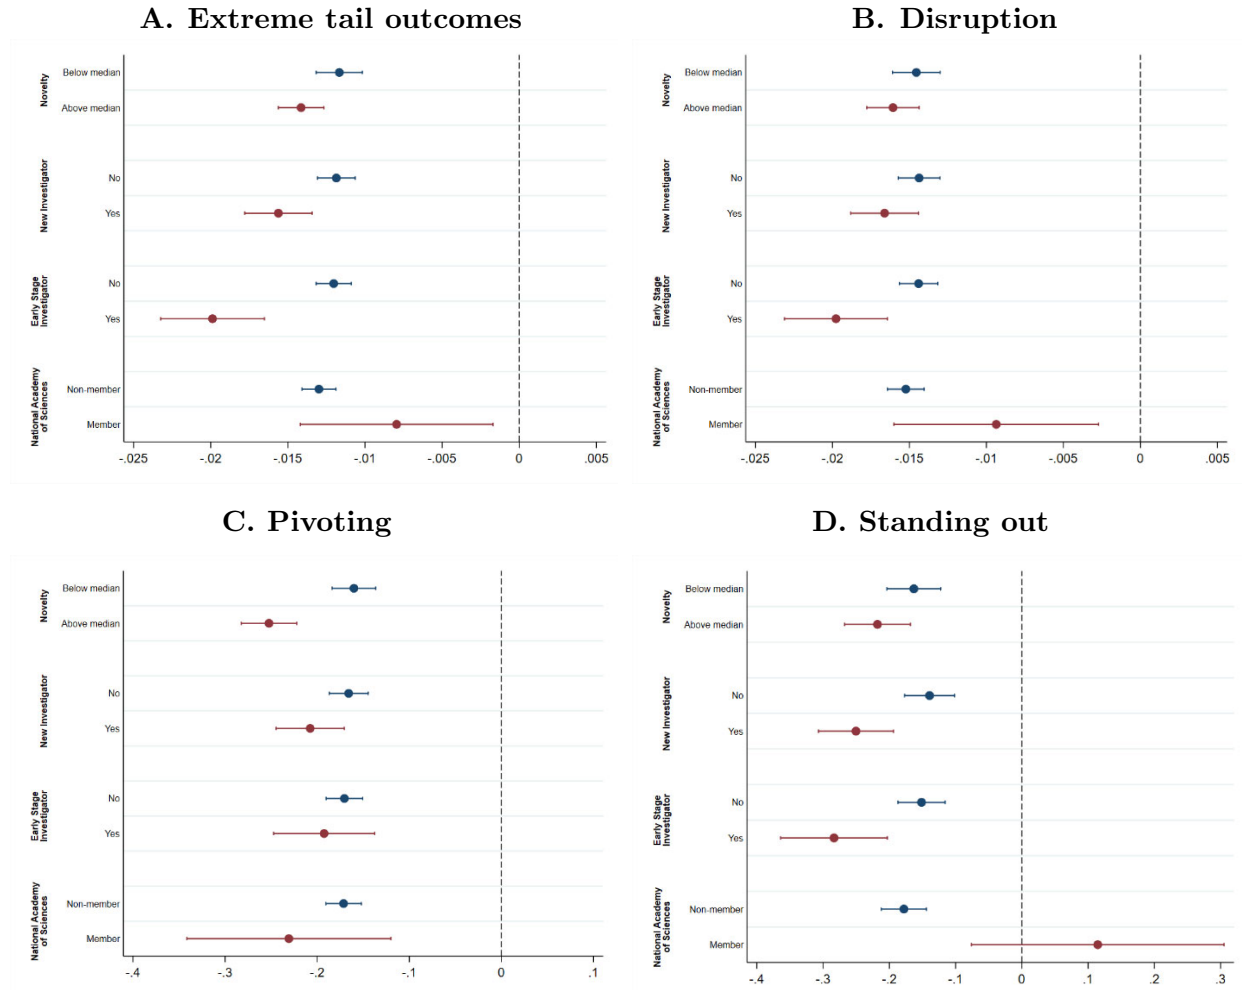 A. Extreme tail outcomes
Novelty
Below median
Above median
New Investigator
No
Yes
Early Stage
Investigator
No
Yes
National Academy
of Sciences
Non-member
Member
-.025 -.02 -.015 -.01 -.005 0 .005
B. Disruption
Novelty
Below median
Above median
New Investigator
No
Yes
Early Stage
Investigator
No
Yes
National Academy
of Sciences
Non-member
Member
-.025 -.02 -.015 -.01 -.005 0 .005
C. Pivoting
Novelty
Below median
Above median
New Investigator
No
Yes
Early Stage
Investigator
No
Yes
National Academy
of Sciences
Non-member
Member
-.4 -.3 -.2 -.1 0 .1
D. Standing out
Novelty
Below median
Above median
New Investigator
No
Yes
Early Stage
Investigator
No
Yes
National Academy
of Sciences
Non-member
Member
-.4 -.3 -.2 -.1 0 .1 .2 .3